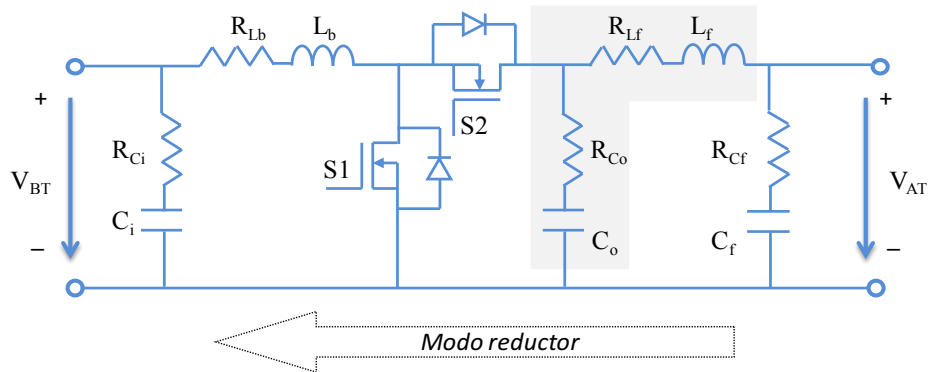 R_Lb L_b
R_Lf L_f
+
R_Ci
V_BT
C_i
−
S1
S2
R_Co
C_o
R_Cf
C_f
+
V_AT
−
Modo reductor